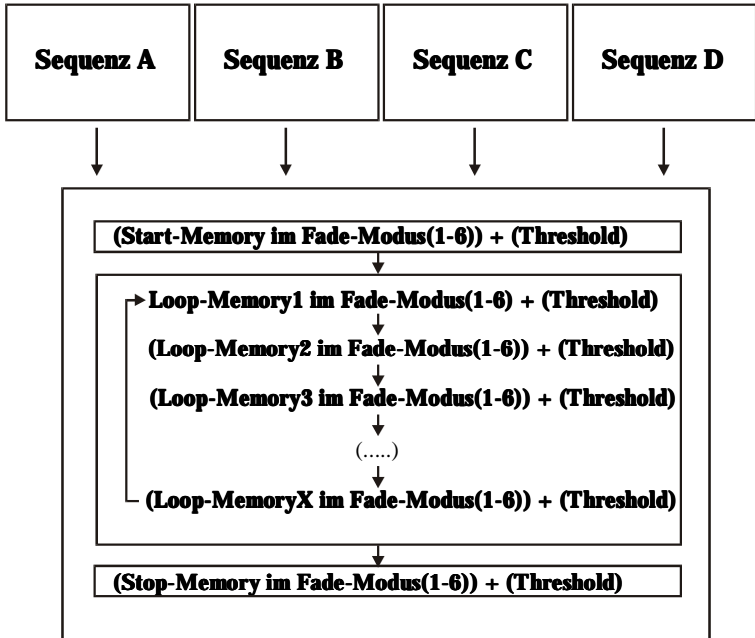 Sequenz A
Sequenz B
Sequenz C
Sequenz D
(Start-Memory im Fade-Modus(1-6)) + (Threshold)
Loop-Memory1 im Fade-Modus(1-6) + (Threshold)
(Loop-Memory2 im Fade-Modus(1-6)) + (Threshold)
(Loop-Memory3 im Fade-Modus(1-6)) + (Threshold)
(.....)
(Loop-MemoryX im Fade-Modus(1-6)) + (Threshold)
(Stop-Memory im Fade-Modus(1-6)) + (Threshold)